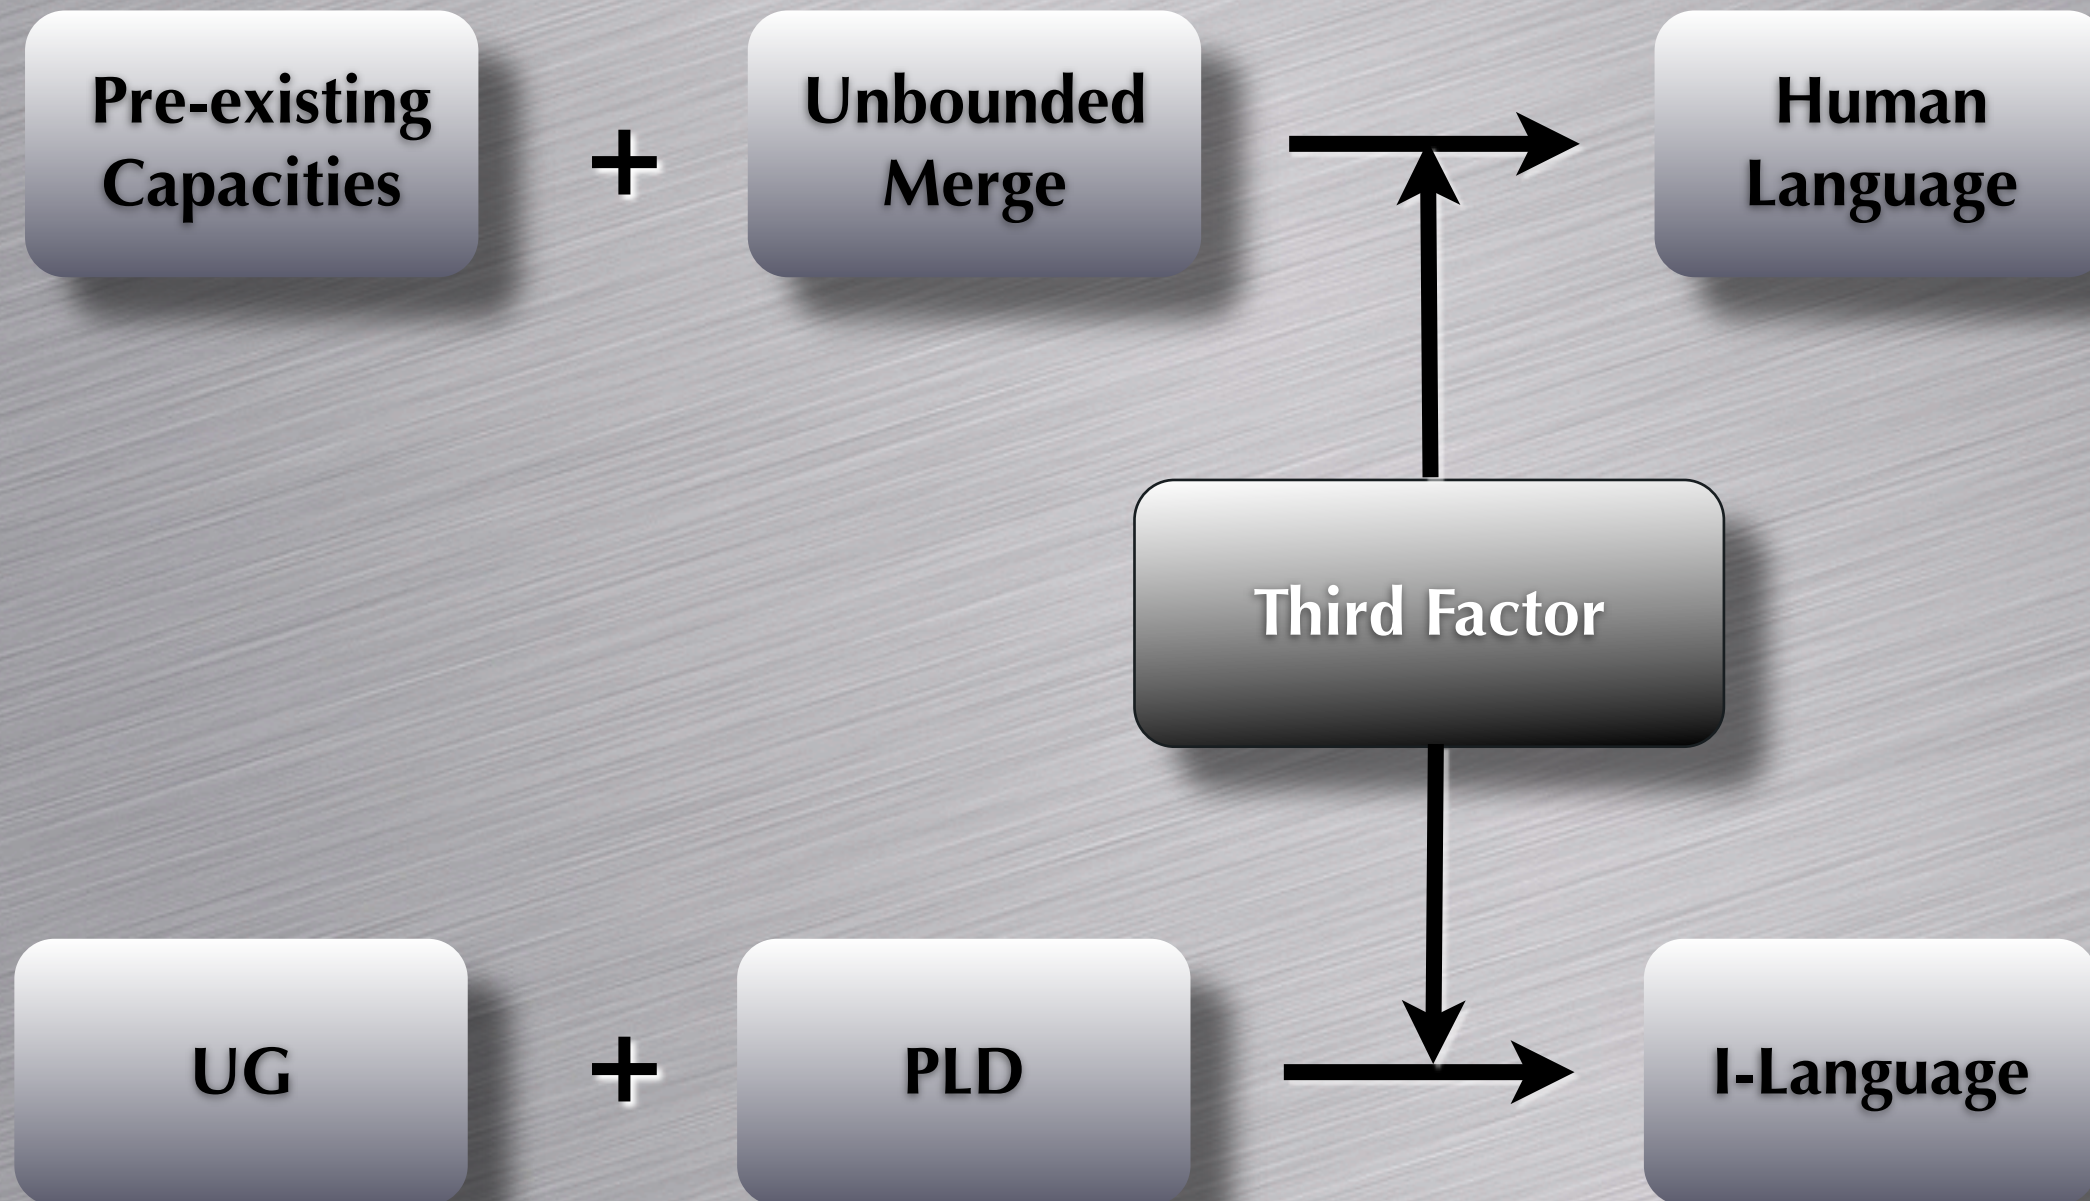 Pre-existing
Capacities
+
Unbounded
Merge
Human
Language
Third Factor
UG
+
PLD
I-Language